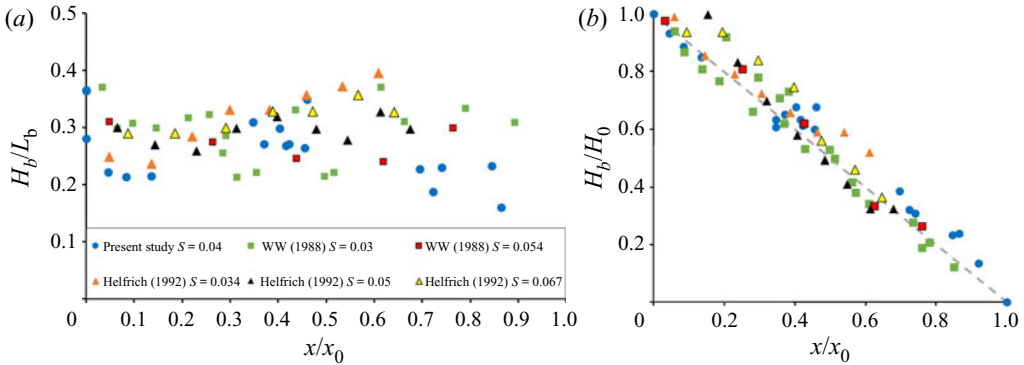 (a)
0.5
0.4
0.3
0.2
0.1
H_b/L_b
Present study S = 0.04
WW (1988) S = 0.03
WW (1988) S = 0.054
Helfrich (1992) S = 0.034
Helfrich (1992) S = 0.05
Helfrich (1992) S = 0.067
0 0.1 0.2 0.3 0.4 0.5 0.6 0.7 0.8 0.9 1.0
x/x_0
(b)
1.0
0.8
0.6
0.4
0.2
H_b/H_0
0 0.2 0.4 0.6 0.8 1.0
x/x_0